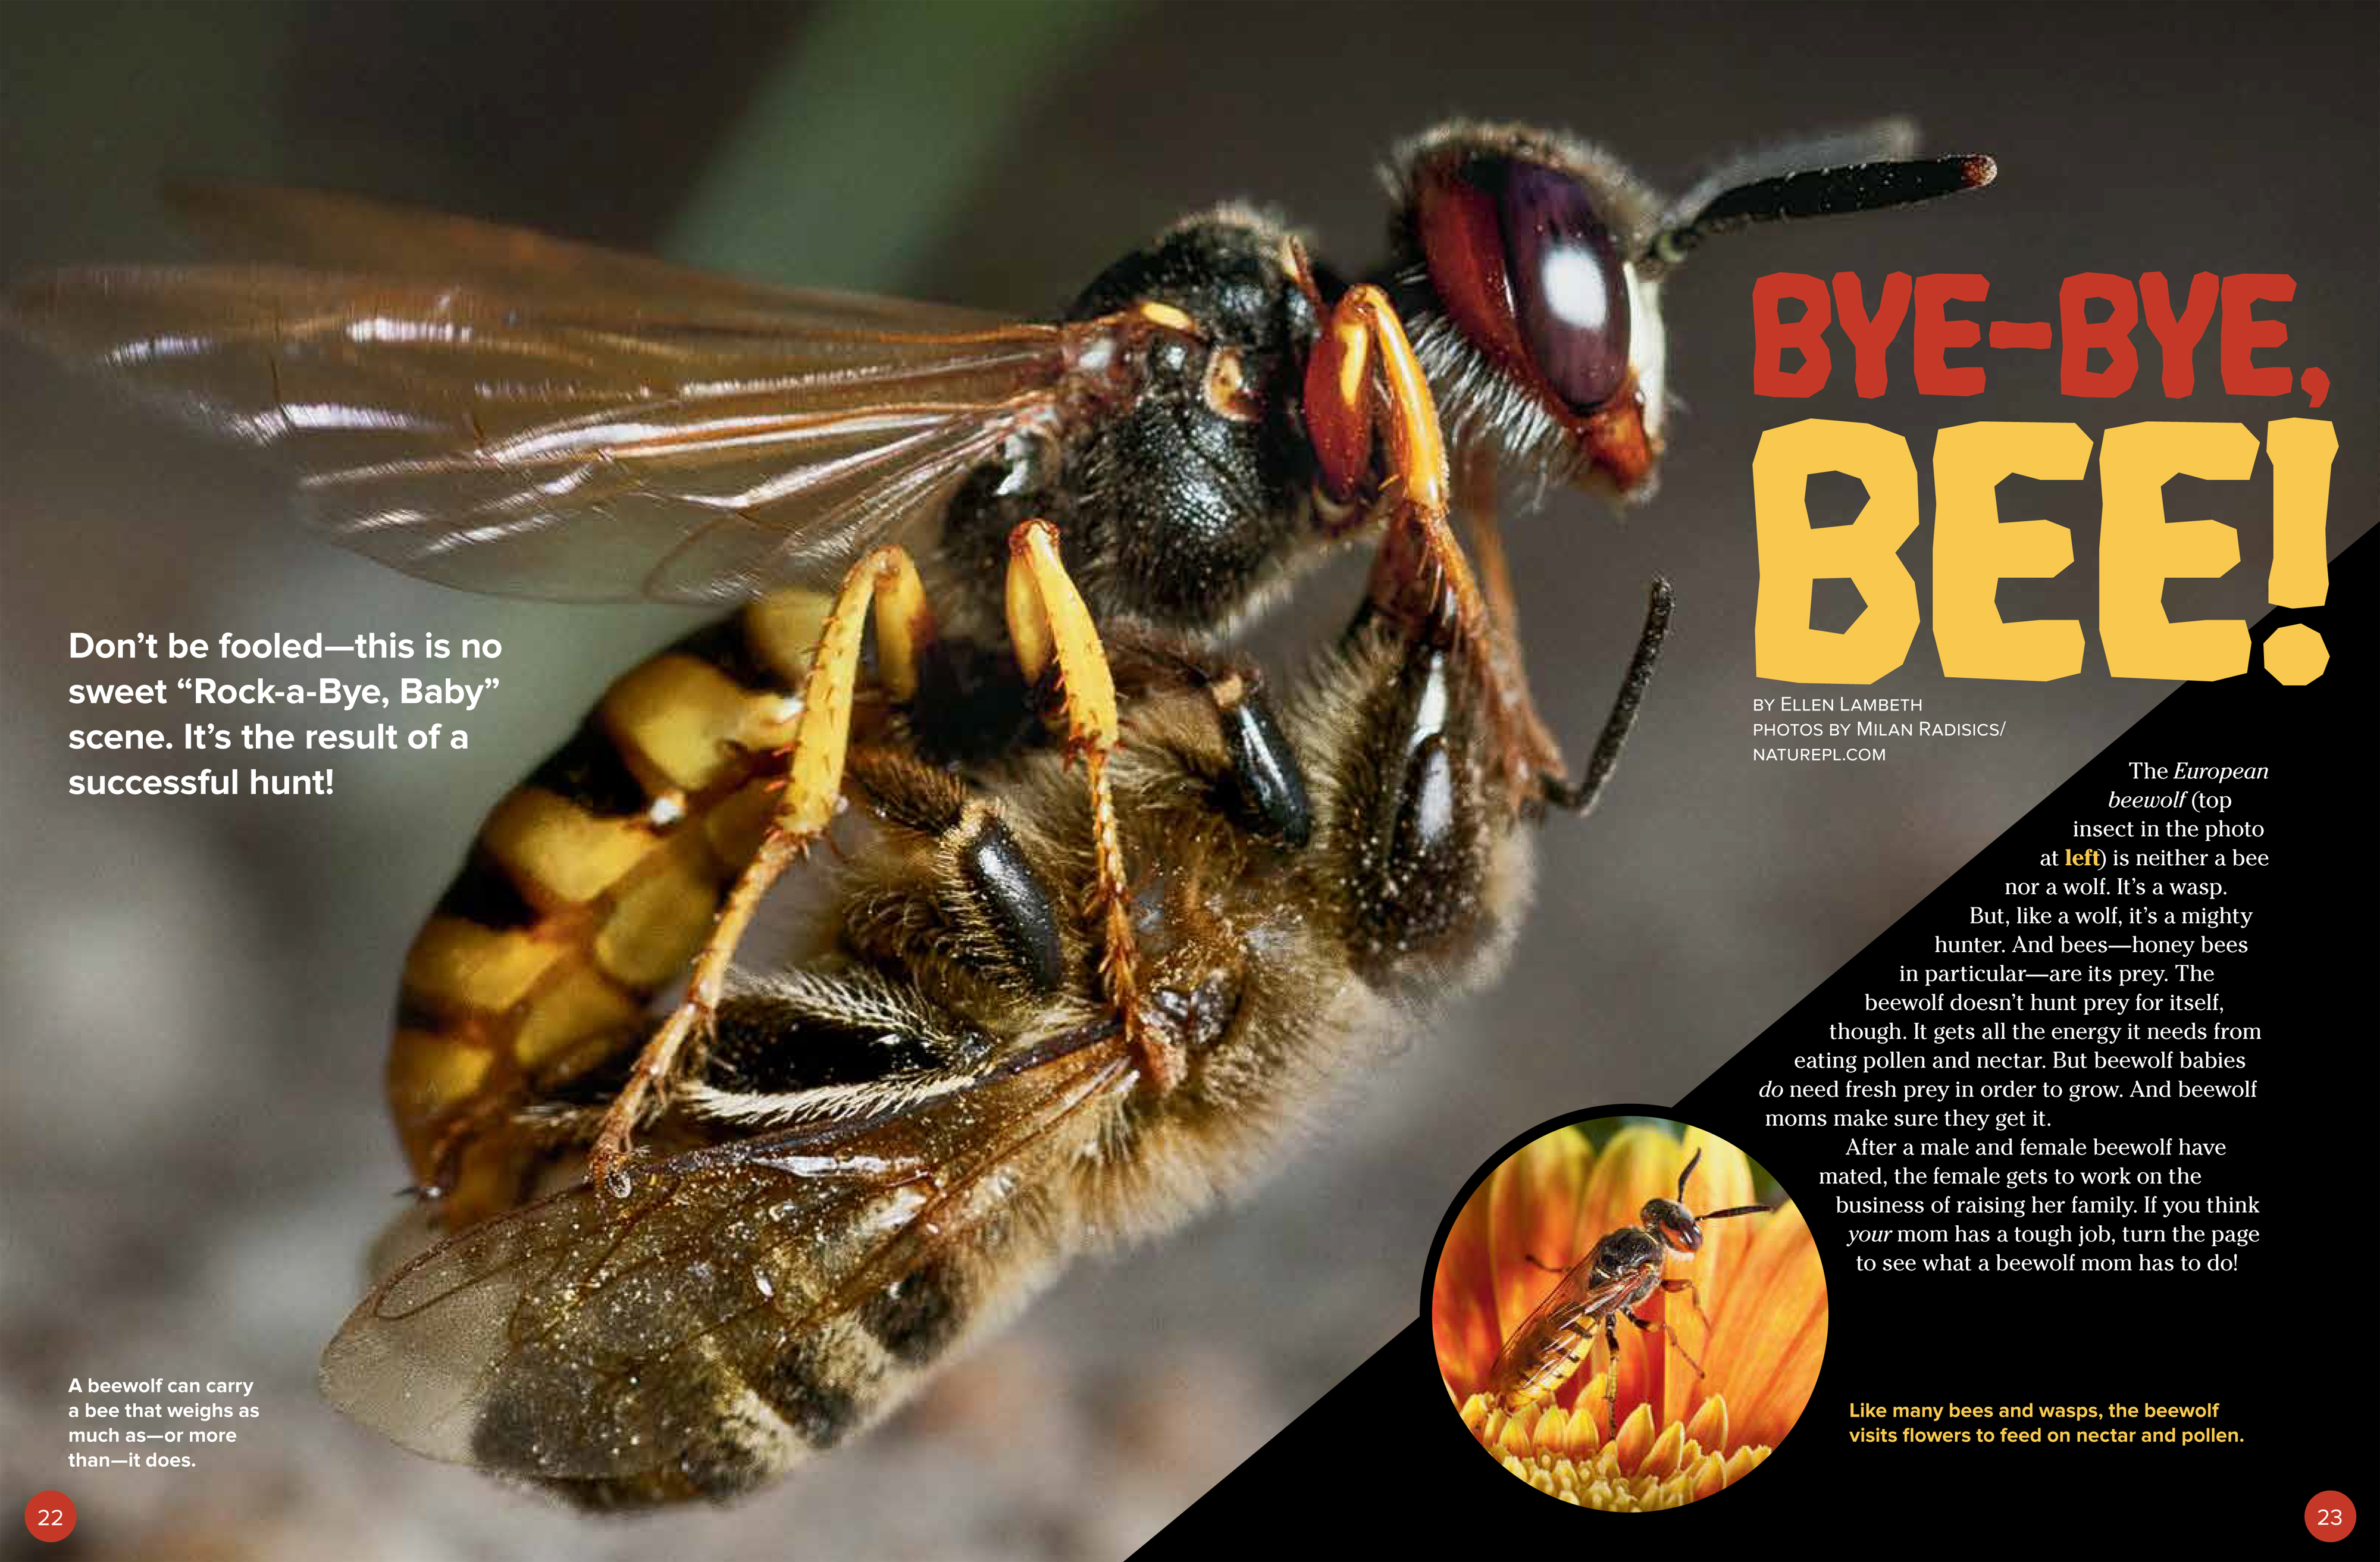 BYE-BYE,
BEE!
BY ELLEN LAMBETH
PHOTOS BY MILAN RADISICS/
NATUREPL.COM
Don’t be fooled—this is no
sweet “Rock-a-Bye, Baby”
scene. It’s the result of a
successful hunt!
The European
beewolf (top
insect in the photo
at left) is neither a bee
nor a wolf. It’s a wasp.
But, like a wolf, it’s a mighty
hunter. And bees—honey bees
in particular—are its prey. The
beewolf doesn’t hunt prey for itself,
though. It gets all the energy it needs from
eating pollen and nectar. But beewolf babies
do need fresh prey in order to grow. And beewolf
moms make sure they get it.
After a male and female beewolf have
mated, the female gets to work on the
business of raising her family. If you think
your mom has a tough job, turn the page
to see what a beewolf mom has to do!
A beewolf can carry
a bee that weighs as
much as—or more
than—it does.
Like many bees and wasps, the beewolf
visits flowers to feed on nectar and pollen.
22
23